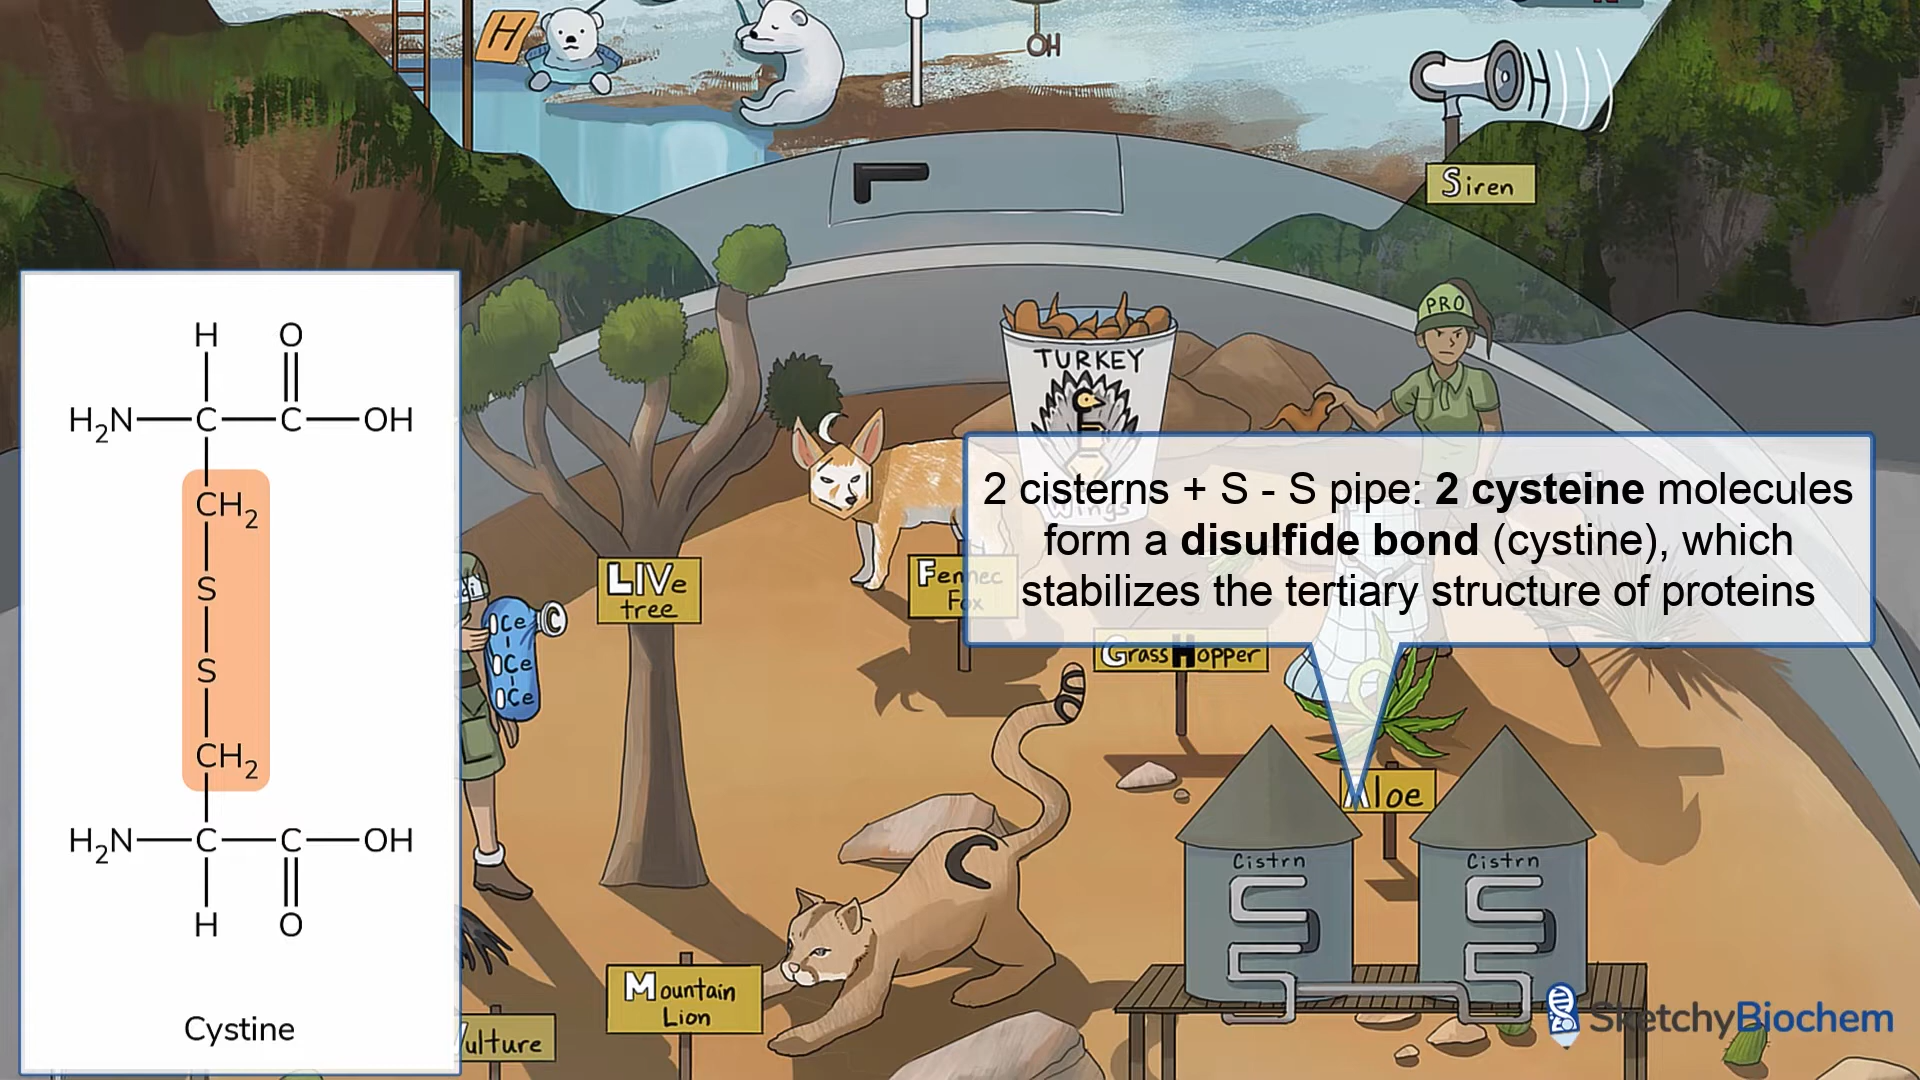 H
OH
H
Siren
PRO
TURKEY
Wings
LIVe
tree
Fennec
Fox
GrassHopper
Ce
C
Ce
Ce
Aloe
Cistrn
Cistrn
Mountain
Lion
Vulture
2 cisterns + S - S pipe: 2 cysteine molecules
form a disulfide bond (cystine), which
stabilizes the tertiary structure of proteins
H O
H2N C C OH
CH2
S
S
CH2
H2N C C OH
H O
Cystine
SketchyBiochem